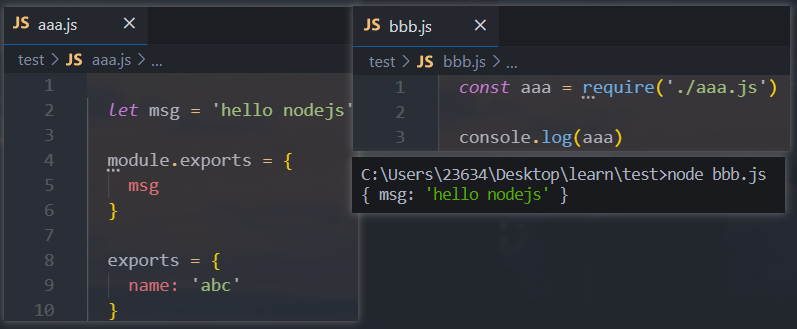 JS aaa.js ×
test > JS aaa.js > ...
1
2 let msg = 'hello nodejs'
3
4 module.exports = {
5 msg
6 }
7
8 exports = {
9 name: 'abc'
10 }
JS bbb.js ×
test > JS bbb.js > ...
1 const aaa = require('./aaa.js')
2
3 console.log(aaa)
C:\Users\23634\Desktop\learn\test>node bbb.js
{ msg: 'hello nodejs' }